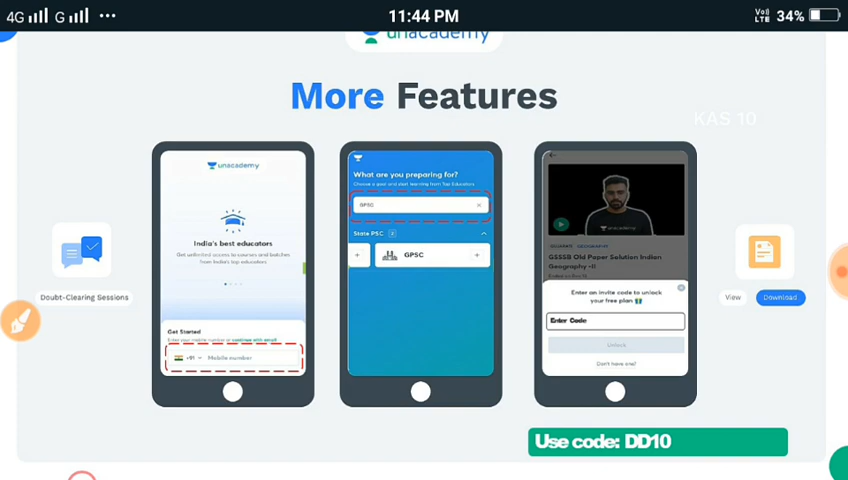 4G G ... 11:44 PM Vo)) LTE 34%
unacademy
More Features
KAS 10
unacademy
India's best educators
Get unlimited access to courses and batches
from India's top educators
Get Started
Enter your mobile number or continue with email
+91 Mobile number
What are you preparing for?
Choose a goal and start learning from Top Educators
GPSC
State PSC 2
GPSC
unacademy
GUJARATI GEOGRAPHY
GSSSB Old Paper Solution Indian
Geography -II
Enter an invite code to unlock
your free plan
Enter Code
Unlock
Don't have one?
Doubt-Clearing Sessions
View Download
Use code: DD10